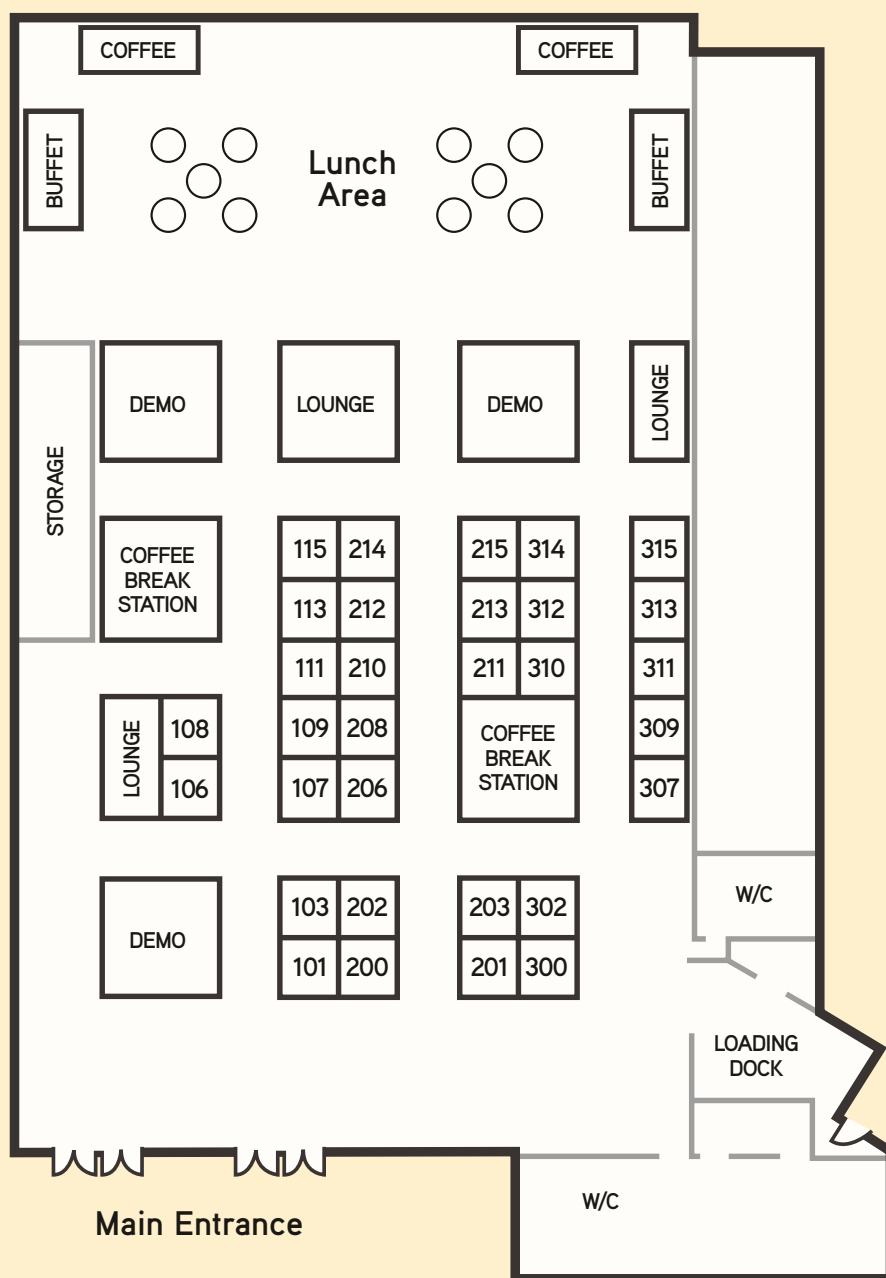 COFFEE
COFFEE
BUFFET
Lunch
Area
BUFFET
DEMO
LOUNGE
DEMO
LOUNGE
STORAGE
COFFEE
BREAK
STATION
115 214
215 314
315
113 212
213 312
313
111 210
211 310
311
LOUNGE
108
109 208
COFFEE
BREAK
STATION
309
106
107 206
307
DEMO
103 202
203 302
W/C
101 200
201 300
LOADING
DOCK
W/C
Main Entrance